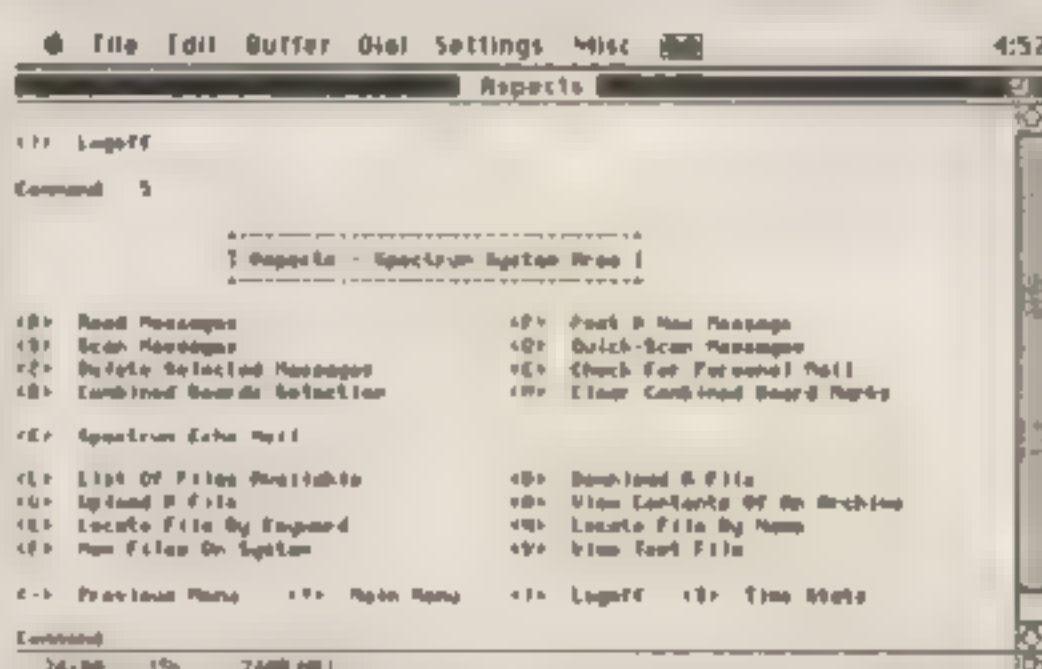 File Edit Buffer Dial Settings Misc 4:52
Aspects
Logoff
Command 5
Aspects - Spectrum System Area
Read Messages Post A New Message
Scan Messages Quick-Scan Messages
Delete Selected Messages Check For Personal Mail
Combined Boards Selection Clear Combined Board Marks
Spectrum Echo Mail
<L> List Of Files Available <D> Download A File
<U> Upload A File View Contents Of An Archive
Locate File By Keyword <N> Locate File By Name
New Files On System <V> View Text File
<-> Previous Menu Main Menu Logoff Time Stats
Command